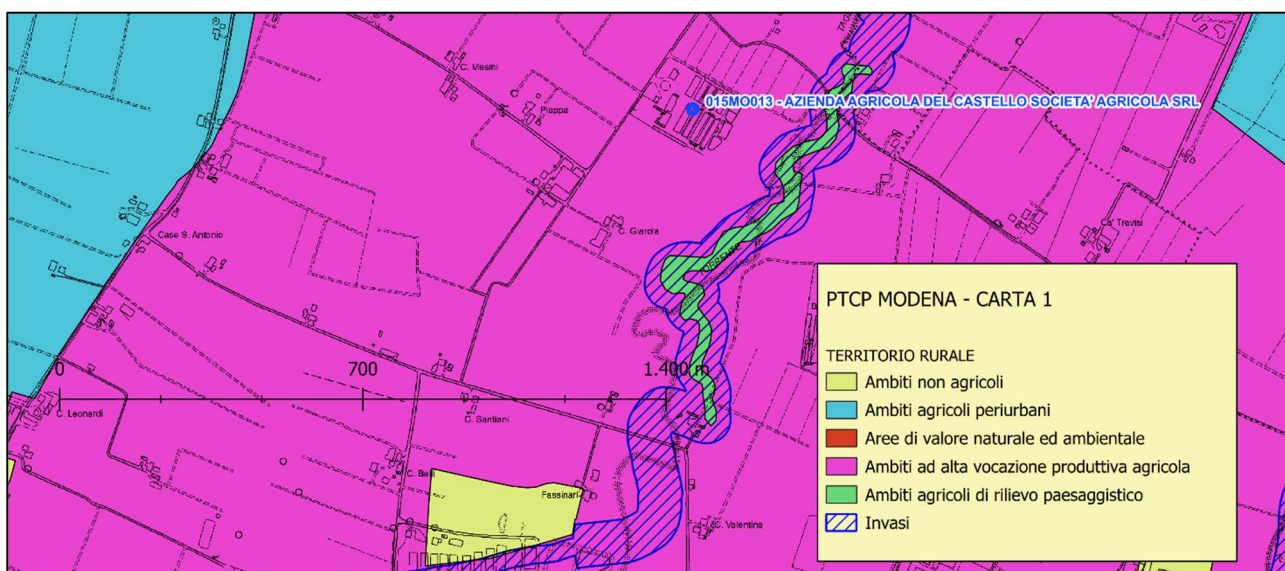 C. Mesini
Pioppa
015MO013 - AZIENDA AGRICOLA DEL CASTELLO SOCIETA' AGRICOLA SRL
Case S. Antonio
C. Giarola
Ca' Trevisi
TORRENTE
0
700
1.400 m
C. Leonardi
C. Santiani
C. Bell
Fassinari
C. Valentina
PTCP MODENA - CARTA 1
TERRITORIO RURALE
Ambiti non agricoli
Ambiti agricoli periurbani
Aree di valore naturale ed ambientale
Ambiti ad alta vocazione produttiva agricola
Ambiti agricoli di rilievo paesaggistico
Invasi